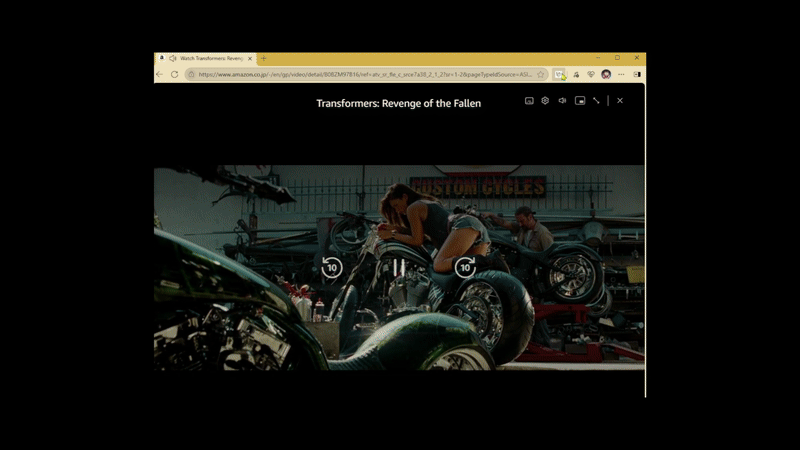 Watch Transformers: Reveng
https://www.amazon.co.jp/-/en/gp/video/detail/B0BZM97B16/ref=atv_sr_fle_c_srce7a38_2_1_2?sr=1-2&pageTypeIdSource=ASI...
Transformers: Revenge of the Fallen
CUSTOM CYCLES
10
10